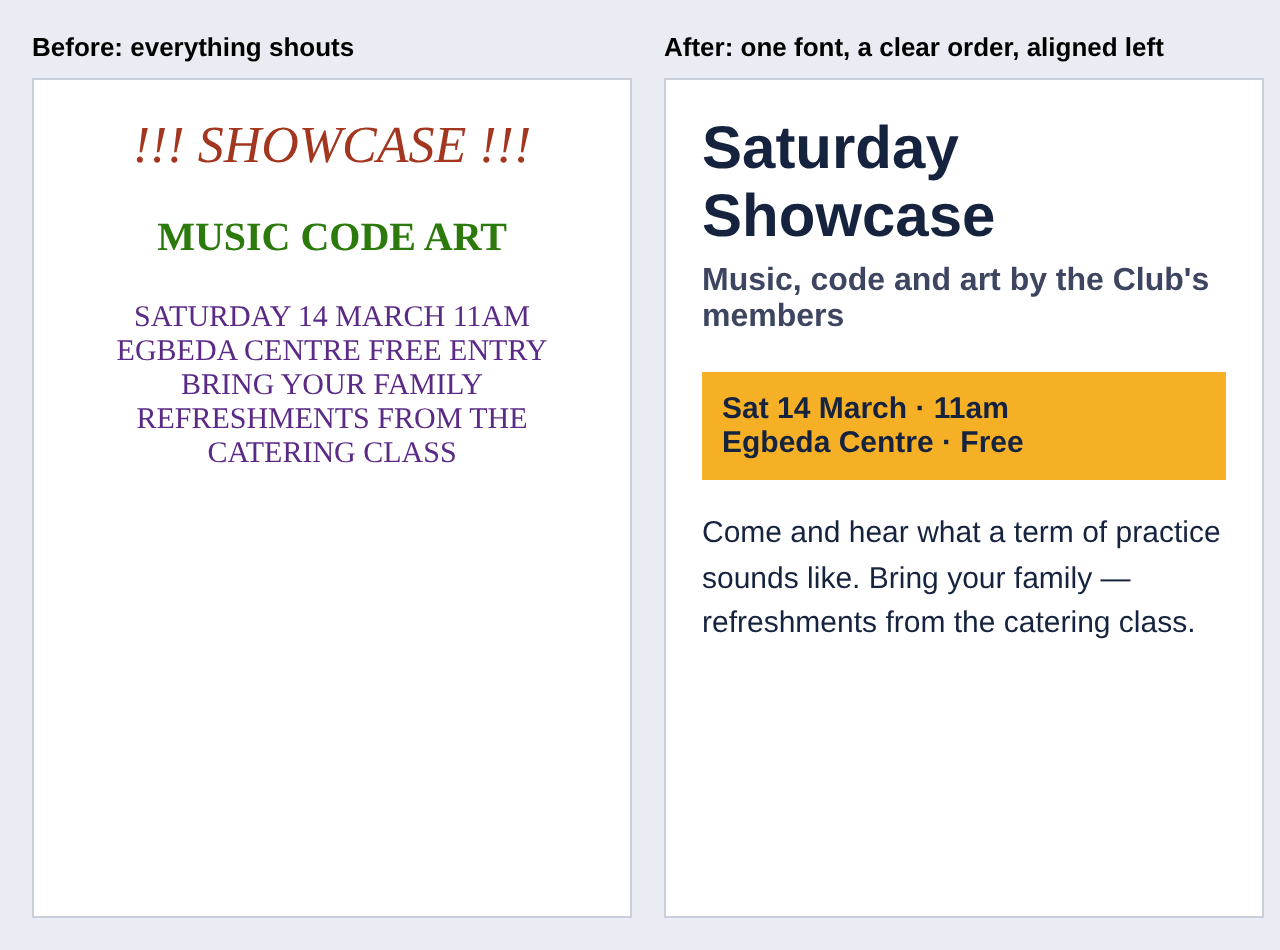 Before: everything shouts
!!! SHOWCASE !!!
MUSIC CODE ART
SATURDAY 14 MARCH 11AM
EGBEDA CENTRE FREE ENTRY
BRING YOUR FAMILY
REFRESHMENTS FROM THE
CATERING CLASS
After: one font, a clear order, aligned left
Saturday
Showcase
Music, code and art by the Club's
members
Sat 14 March · 11am
Egbeda Centre · Free
Come and hear what a term of practice
sounds like. Bring your family —
refreshments from the catering class.